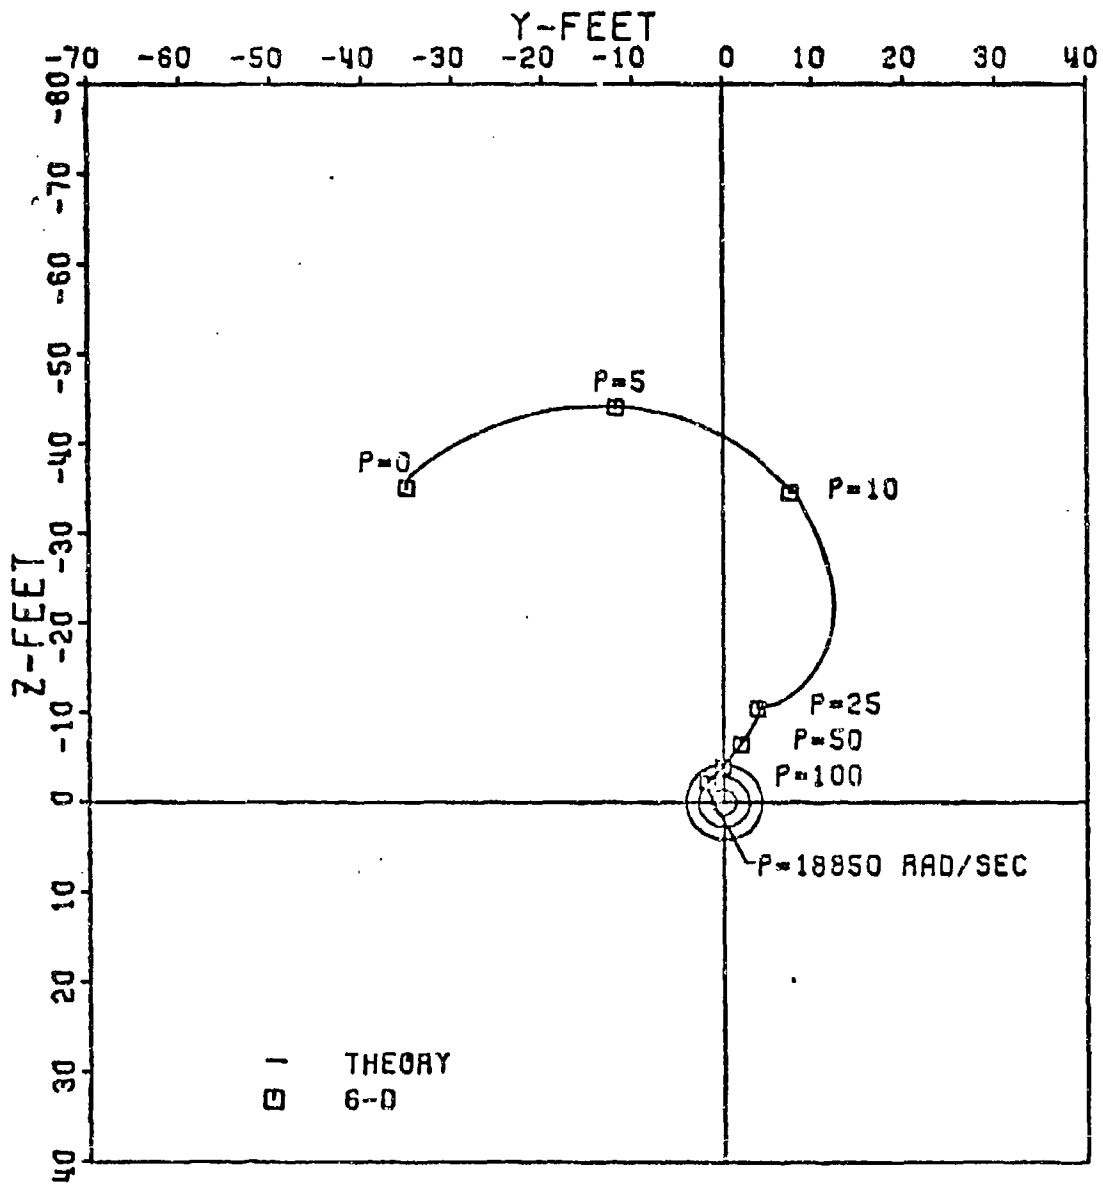 Y-FEET
-70 -60 -50 -40 -30 -20 -10 0 10 20 30 40
-80
-70
-60
-50
-40
-30
-20
-10
0
10
20
30
40
Z-FEET
P=5
P=0
P=10
P=25
P=50
P=100
P=18850 RAD/SEC
— THEORY
6-D